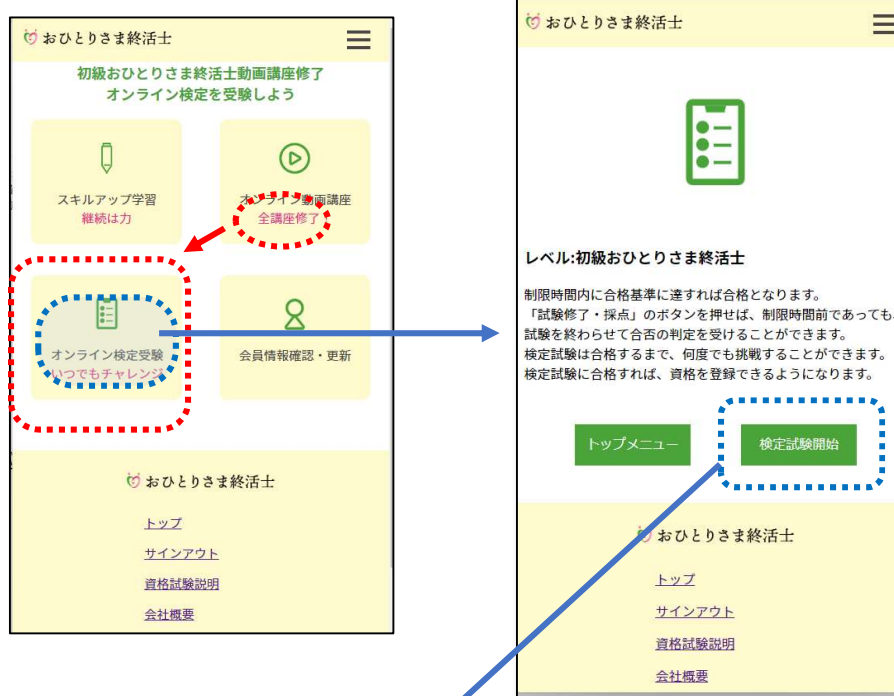 おひとりさま終活士
初級おひとりさま終活士動画講座修了
オンライン検定を受験しよう
スキルアップ学習
継続は力
オンライン動画講座
全講座修了
オンライン検定受験
いつでもチャレンジ
会員情報確認・更新
おひとりさま終活士
トップ
サインアウト
資格試験説明
会社概要
おひとりさま終活士
レベル:初級おひとりさま終活士
制限時間内に合格基準に達すれば合格となります。
「試験修了・採点」のボタンを押せば、制限時間前であっても、
試験を終わらせて合否の判定を受けることができます。
検定試験は合格するまで、何度でも挑戦することができます。
検定試験に合格すれば、資格を登録できるようになります。
トップメニュー
検定試験開始
おひとりさま終活士
トップ
サインアウト
資格試験説明
会社概要